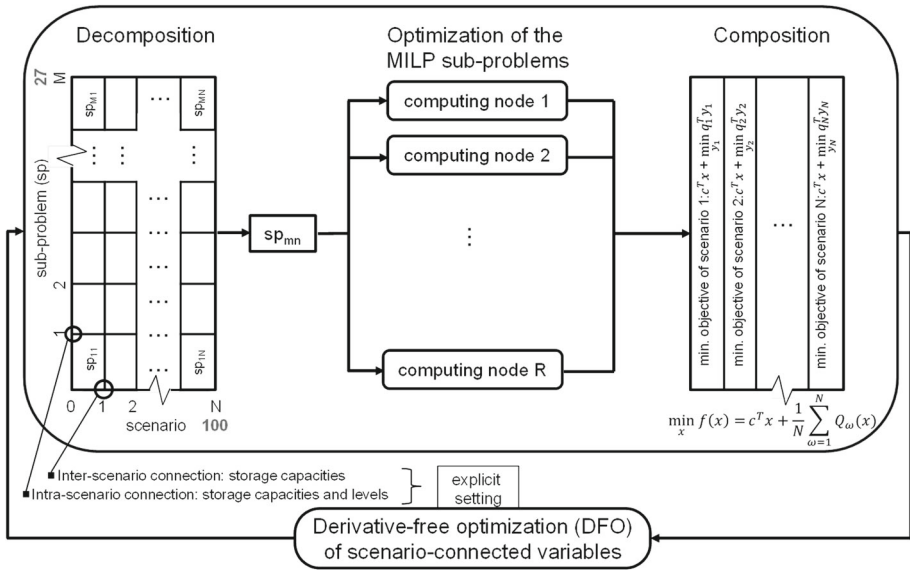 Decomposition
Optimization of the
MILP sub-problems
Composition
sub-problem (sp)
27
M
2
1
sp_M1
...
sp_MN
...
...
...
...
...
...
...
sp_11
...
sp_1N
0
1
2
N
scenario
100
sp_mn
computing node 1
computing node 2
...
computing node R
min. objective of scenario 1: c^T x + min_{y_1} q_1^T y_1
min. objective of scenario 2: c^T x + min_{y_2} q_2^T y_2
...
min. objective of scenario N: c^T x + min_{y_N} q_N^T y_N
min_x f(x) = c^T x + 1/N ∑_{ω=1}^{N} Q_ω(x)
Inter-scenario connection: storage capacities
Intra-scenario connection: storage capacities and levels
explicit
setting
Derivative-free optimization (DFO)
of scenario-connected variables